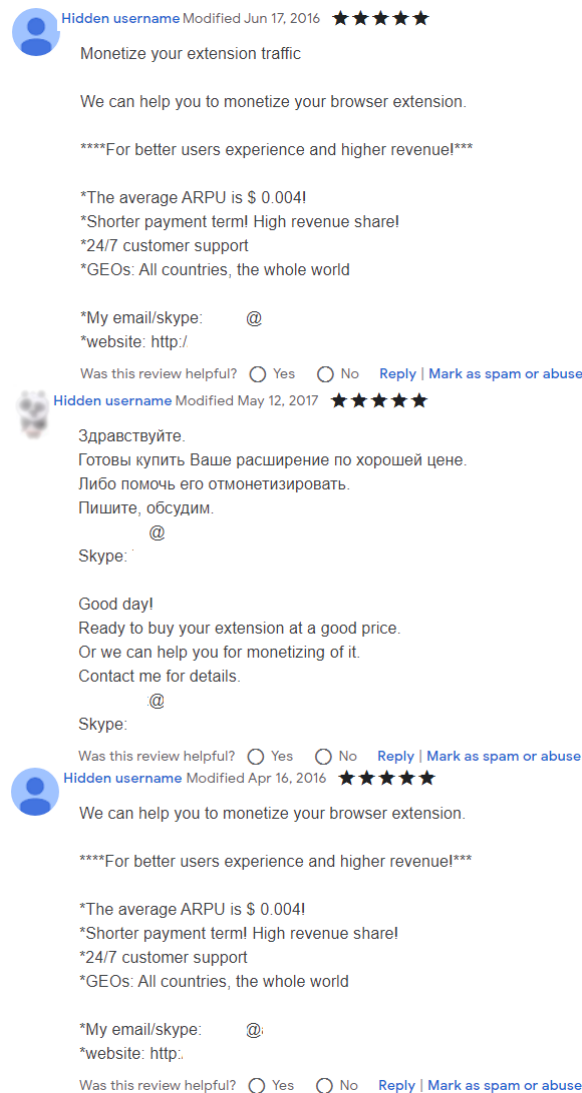 Hidden username Modified Jun 17, 2016 ★★★★★
Monetize your extension traffic
We can help you to monetize your browser extension.
****For better users experience and higher revenue!***
*The average ARPU is $ 0.004!
*Shorter payment term! High revenue share!
*24/7 customer support
*GEOs: All countries, the whole world
*My email/skype: @
*website: http:/
Was this review helpful? Yes No Reply | Mark as spam or abuse
Hidden username Modified May 12, 2017 ★★★★★
Здравствуйте.
Готовы купить Ваше расширение по хорошей цене.
Либо помочь его отмонетизировать.
Пишите, обсудим.
@
Skype:
Good day!
Ready to buy your extension at a good price.
Or we can help you for monetizing of it.
Contact me for details.
@
Skype:
Was this review helpful? Yes No Reply | Mark as spam or abuse
Hidden username Modified Apr 16, 2016 ★★★★★
We can help you to monetize your browser extension.
****For better users experience and higher revenue!***
*The average ARPU is $ 0.004!
*Shorter payment term! High revenue share!
*24/7 customer support
*GEOs: All countries, the whole world
*My email/skype: @
*website: http:
Was this review helpful? Yes No Reply | Mark as spam or abuse